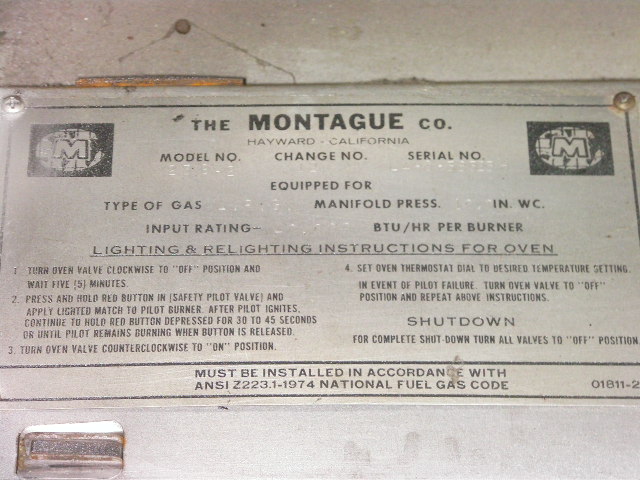 THE MONTAGUE CO.
HAYWARD - CALIFORNIA
MODEL NO. CHANGE NO. SERIAL NO.
EQUIPPED FOR
TYPE OF GAS MANIFOLD PRESS. IN. WC.
INPUT RATING- BTU/HR PER BURNER
LIGHTING & RELIGHTING INSTRUCTIONS FOR OVEN
1. TURN OVEN VALVE CLOCKWISE TO "OFF" POSITION AND
WAIT FIVE (5) MINUTES.
2. PRESS AND HOLD RED BUTTON IN (SAFETY PILOT VALVE) AND
APPLY LIGHTED MATCH TO PILOT BURNER. AFTER PILOT IGNITES,
CONTINUE TO HOLD RED BUTTON DEPRESSED FOR 30 TO 45 SECONDS
OR UNTIL PILOT REMAINS BURNING WHEN BUTTON IS RELEASED.
3. TURN OVEN VALVE COUNTERCLOCKWISE TO "ON" POSITION.
4. SET OVEN THERMOSTAT DIAL TO DESIRED TEMPERATURE SETTING.
IN EVENT OF PILOT FAILURE. TURN OVEN VALVE TO "OFF"
POSITION AND REPEAT ABOVE INSTRUCTIONS.
SHUTDOWN
FOR COMPLETE SHUT-DOWN TURN ALL VALVES TO "OFF" POSITION.
MUST BE INSTALLED IN ACCORDANCE WITH
ANSI Z223.1-1974 NATIONAL FUEL GAS CODE
01811-2
M
M